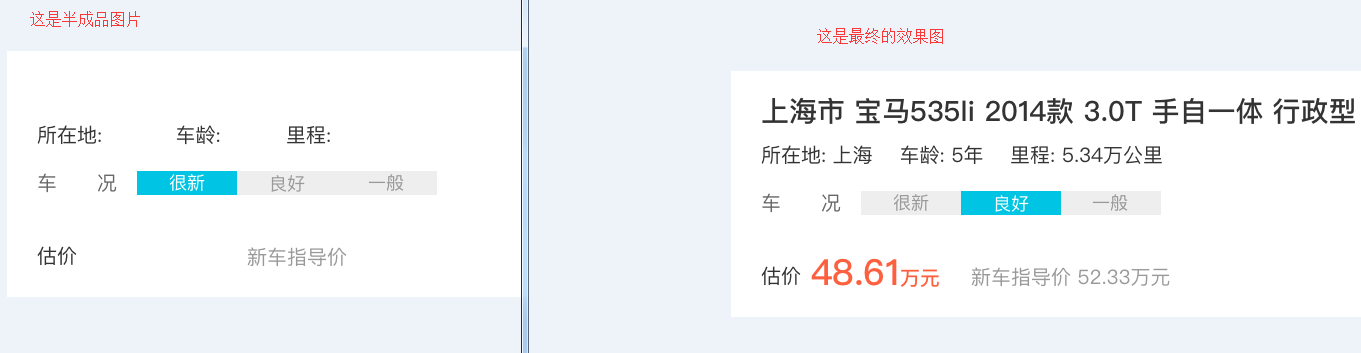 这是半成品图片
所在地: 车龄: 里程:
车 况 很新 良好 一般
估价 新车指导价
这是最终的效果图
上海市 宝马535li 2014款 3.0T 手自一体 行政型
所在地: 上海 车龄: 5年 里程: 5.34万公里
车 况 很新 良好 一般
估价 48.61万元 新车指导价 52.33万元